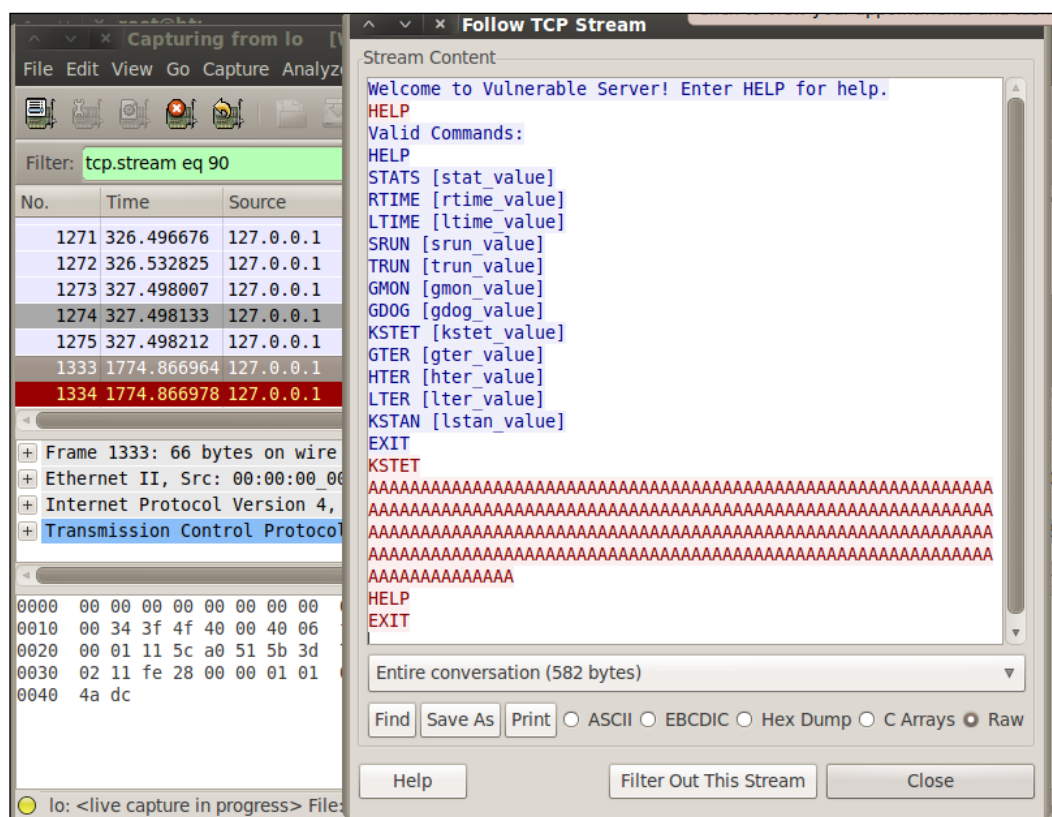 Capturing from lo
File Edit View Go Capture Analyz
Filter: tcp.stream eq 90
No. Time Source
1271 326.496676 127.0.0.1
1272 326.532825 127.0.0.1
1273 327.498007 127.0.0.1
1274 327.498133 127.0.0.1
1275 327.498212 127.0.0.1
1333 1774.866964 127.0.0.1
1334 1774.866978 127.0.0.1
+ Frame 1333: 66 bytes on wire
+ Ethernet II, Src: 00:00:00_00
+ Internet Protocol Version 4,
+ Transmission Control Protocol
0000 00 00 00 00 00 00 00 00
0010 00 34 3f 4f 40 00 40 06
0020 00 01 11 5c a0 51 5b 3d
0030 02 11 fe 28 00 00 01 01
0040 4a dc
lo: <live capture in progress> File:
Follow TCP Stream
Stream Content
Welcome to Vulnerable Server! Enter HELP for help.
HELP
Valid Commands:
HELP
STATS [stat_value]
RTIME [rtime_value]
LTIME [ltime_value]
SRUN [srun_value]
TRUN [trun_value]
GMON [gmon_value]
GDOG [gdog_value]
KSTET [kstet_value]
GTER [gter_value]
HTER [hter_value]
LTER [lter_value]
KSTAN [lstan_value]
EXIT
KSTET
AAAAAAAAAAAAAAAAAAAAAAAAAAAAAAAAAAAAAAAAAAAAAAAAAAAAAAAAAAAA
AAAAAAAAAAAAAAAAAAAAAAAAAAAAAAAAAAAAAAAAAAAAAAAAAAAAAAAAAAAA
AAAAAAAAAAAAAAAAAAAAAAAAAAAAAAAAAAAAAAAAAAAAAAAAAAAAAAAAAAAA
AAAAAAAAAAAAAAAAAAAAAAAAAAAAAAAAAAAAAAAAAAAAAAAAAAAAAAAAAAAA
AAAAAAAAAAAAAA
HELP
EXIT
Entire conversation (582 bytes)
Find Save As Print ASCII EBCDIC Hex Dump C Arrays Raw
Help Filter Out This Stream Close